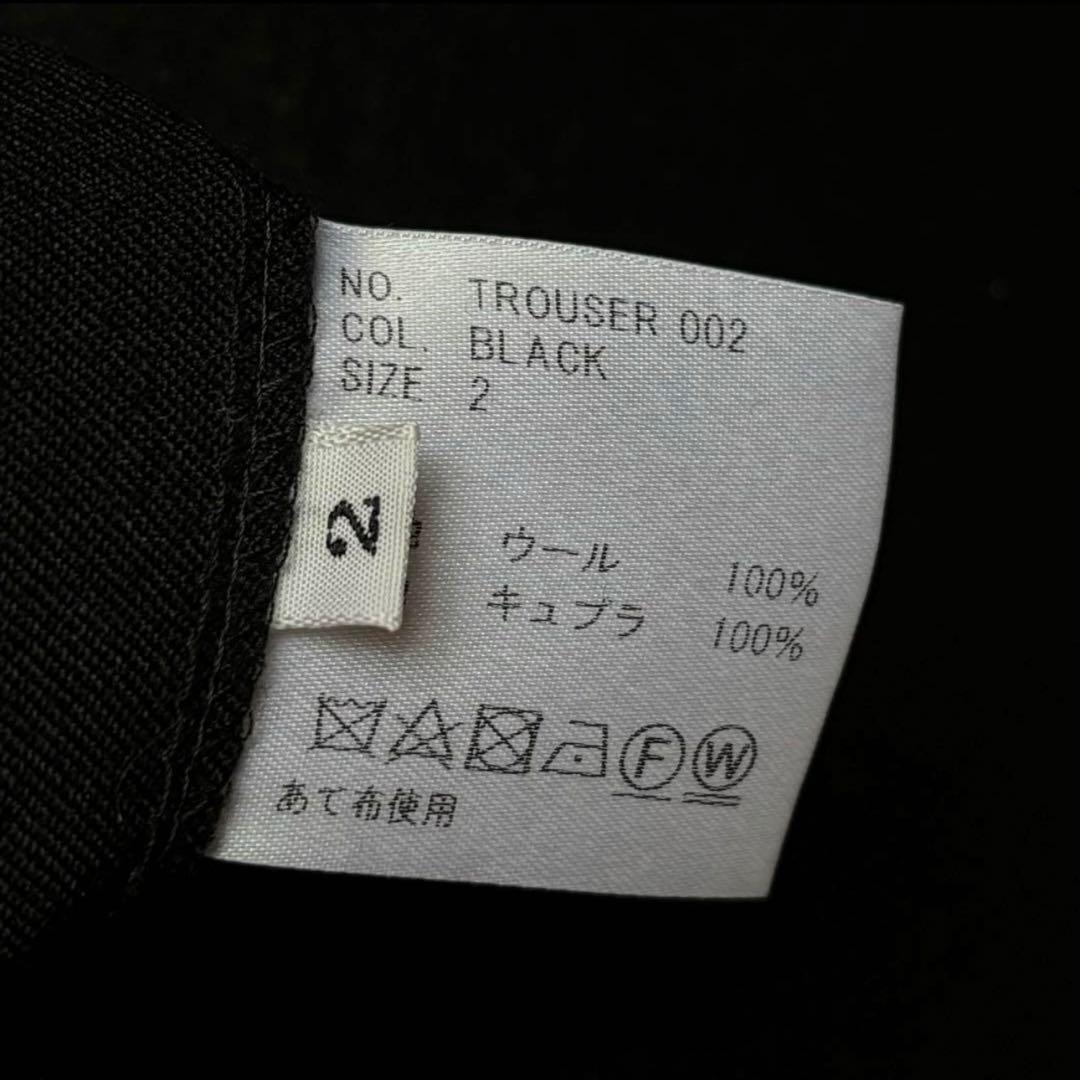 NO. TROUSER 002
COL. BLACK
SIZE 2
2
ウール 100%
キュプラ 100%
F W
あて布使用